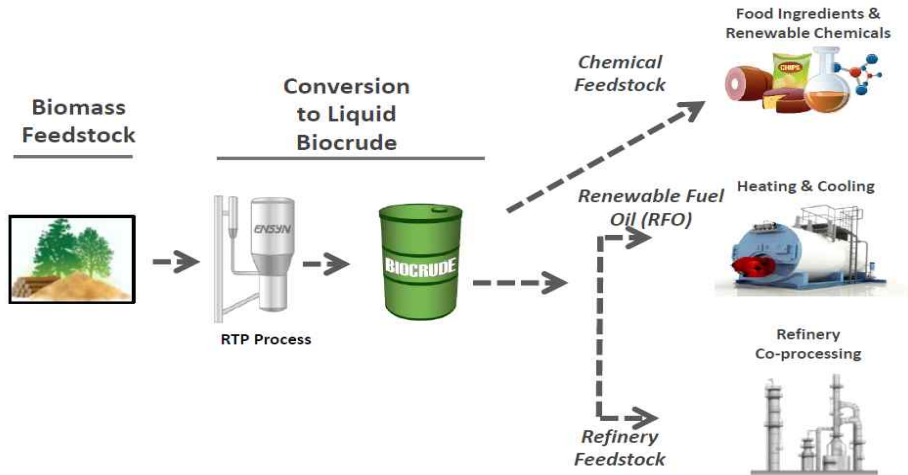 Biomass
Feedstock
Conversion
to Liquid
Biocrude
ENSYN
RTP Process
BIOCRUDE
Chemical
Feedstock
Food Ingredients &
Renewable Chemicals
CHIPS
Renewable Fuel
Oil (RFO)
Heating & Cooling
Refinery
Feedstock
Refinery
Co-processing